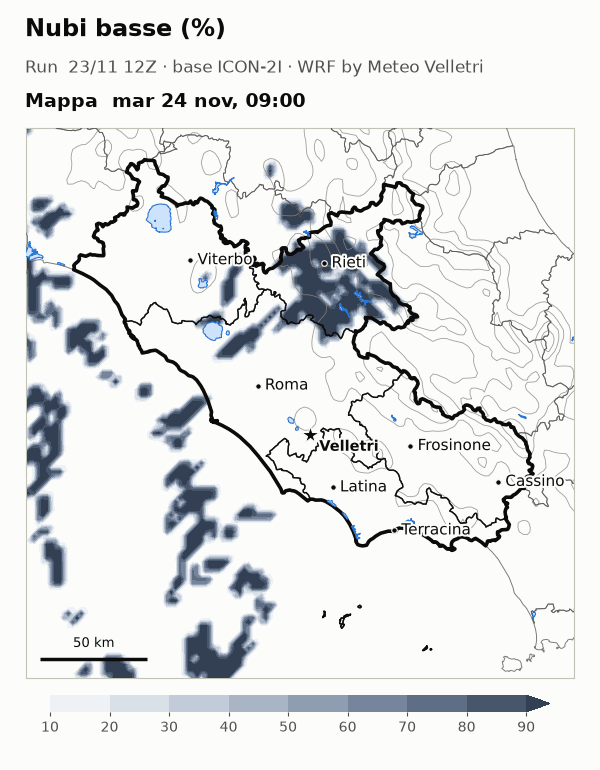 Nubi basse (%)
Run  23/11 12Z · base ICON-2I · WRF by Meteo Velletri
Mappa  mar 24 nov, 09:00
Viterbo
Rieti
Roma
Velletri
Frosinone
Cassino
Latina
Terracina
50 km
10 20 30 40 50 60 70 80 90